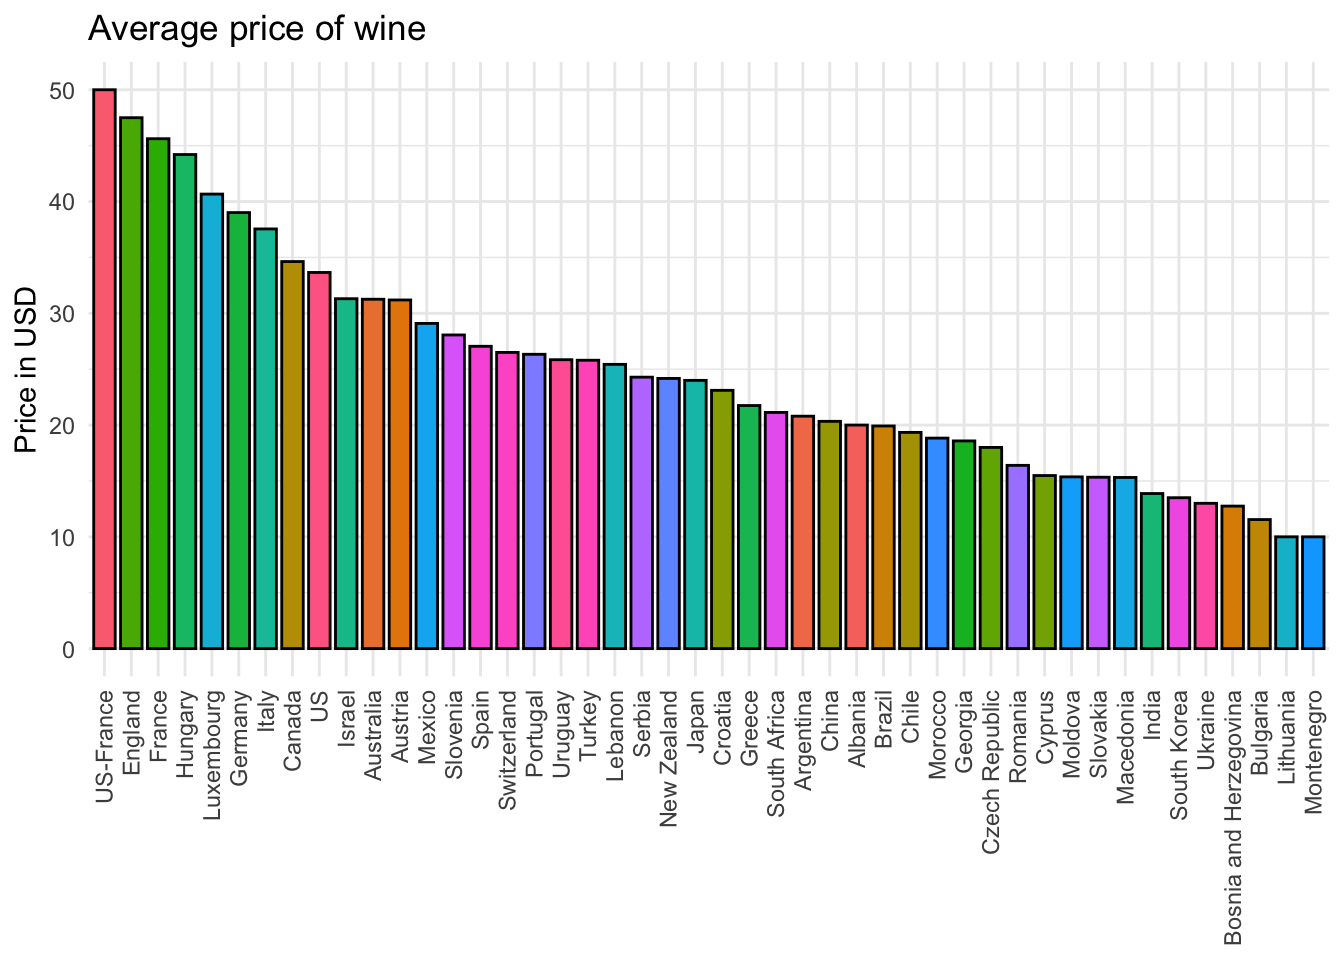 Average price of wine
Price in USD
50
40
30
20
10
0
US-France
England
France
Hungary
Luxembourg
Germany
Italy
Canada
US
Israel
Australia
Austria
Mexico
Slovenia
Spain
Switzerland
Portugal
Uruguay
Turkey
Lebanon
Serbia
New Zealand
Japan
Croatia
Greece
South Africa
Argentina
China
Albania
Brazil
Chile
Morocco
Georgia
Czech Republic
Romania
Cyprus
Moldova
Slovakia
Macedonia
India
South Korea
Ukraine
Bosnia and Herzegovina
Bulgaria
Lithuania
Montenegro